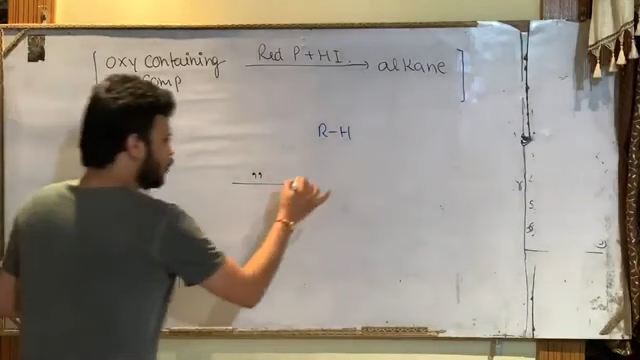 [ Oxy containing Red P+HI. alkane ]
comp
R-H
"